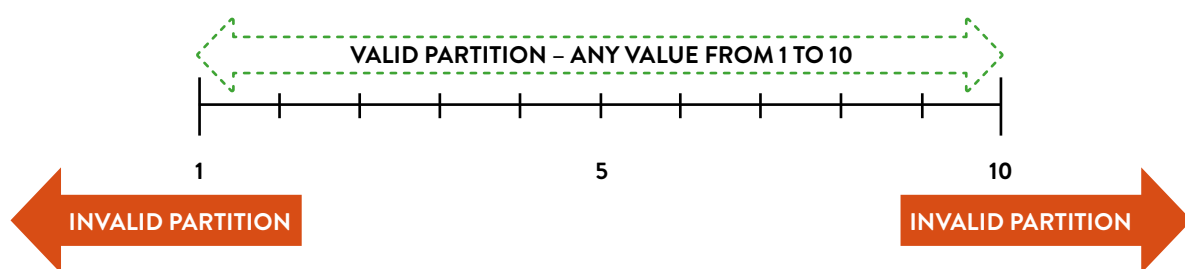 VALID PARTITION – ANY VALUE FROM 1 TO 10
1 5 10
INVALID PARTITION INVALID PARTITION